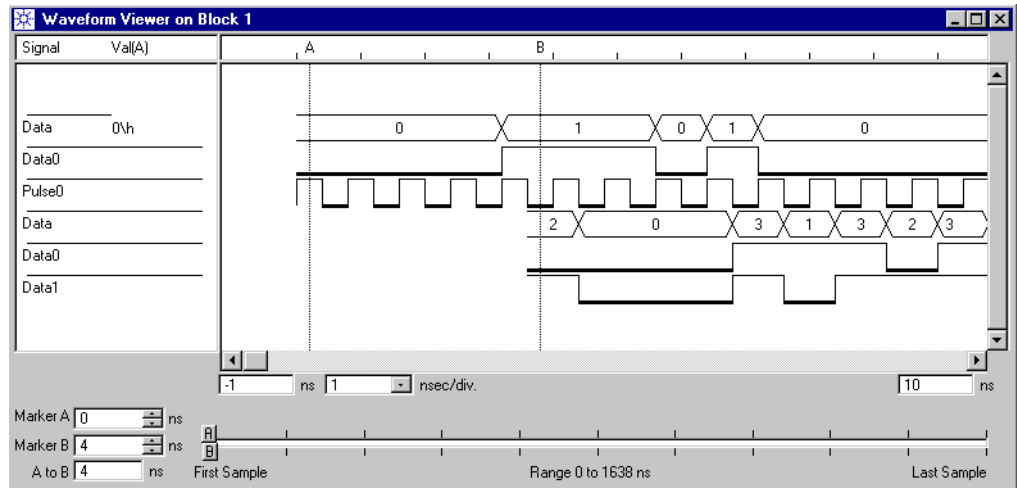 Waveform Viewer on Block 1
Signal Val(A) A B
Data 0\h 0 1 0 1 0
Data0
Pulse0
Data 2 0 3 1 3 2 3
Data0
Data1
-1 ns 1 nsec/div. 10 ns
Marker A 0 ns A
Marker B 4 ns B
A to B 4 ns First Sample Range 0 to 1638 ns Last Sample